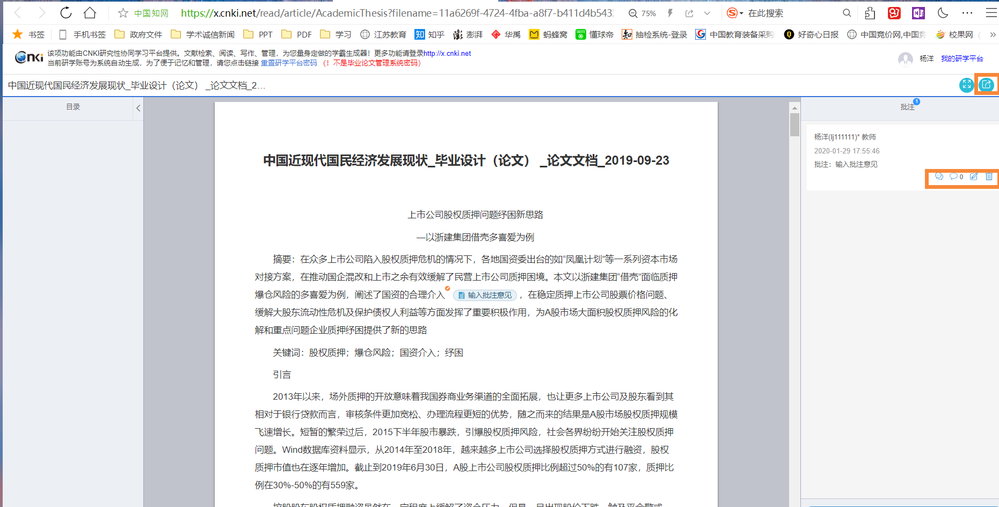 中国知网 https://x.cnki.net/read/article/AcademicThesis?filename=11a6269f-4724-4fba-a8f7-b411d4b543 75% 在此搜索
书签 手机书签 政府文件 学术诚信新闻 PPT PDF 学习 江苏教育 知乎 澎湃 华禹 蚂蜂窝 懂球帝 抽检系统-登录 中国教育装备采购 好奇心日报 中国竞价网,中国竞 校果网 »
cnki 该项功能由CNKI研究性协同学习平台提供。文献检索、阅读、写作、管理，为您量身定做的学霸生成器！更多功能请登录http://x.cnki.net
当前研学账号为系统自动生成，为了便于记忆和管理，请您点击链接 重置研学平台密码 （！不是毕业论文管理系统密码）
杨洋 我的研学平台
中国近现代国民经济发展现状_毕业设计（论文） _论文文档_2...
目录
批注 1
中国近现代国民经济发展现状_毕业设计（论文） _论文文档_2019-09-23
上市公司股权质押问题纾困新思路
—以浙建集团借壳多喜爱为例
摘要：在众多上市公司陷入股权质押危机的情况下，各地国资委出台的如“凤凰计划”等一系列资本市场
对接方案，在推动国企混改和上市之余有效缓解了民营上市公司质押困境。本文以浙建集团“借壳”面临质押
爆仓风险的多喜爱为例，阐述了国资的合理介入 输入批注意见 ，在稳定质押上市公司股票价格问题、
缓解大股东流动性危机及保护债权人利益等方面发挥了重要积极作用，为A股市场大面积股权质押风险的化
解和重点问题企业质押纾困提供了新的思路
关键词：股权质押；爆仓风险；国资介入；纾困
引言
2013年以来，场外质押的开放意味着我国券商业务渠道的全面拓展，也让更多上市公司及股东看到其
相对于银行贷款而言，审核条件更加宽松、办理流程更短的优势，随之而来的结果是A股市场股权质押规模
飞速增长。短暂的繁荣过后，2015下半年股市暴跌，引爆股权质押风险，社会各界纷纷开始关注股权质押
问题。Wind数据库资料显示，从2014年至2018年，越来越多上市公司选择股权质押方式进行融资，股权
质押市值也在逐年增加。截止到2019年6月30日，A股上市公司股权质押比例超过50%的有107家，质押比
例在30%-50%的有559家。
杨洋(lj111111)* 教师
2020-01-29 17:55:46
批注：输入批注意见
0